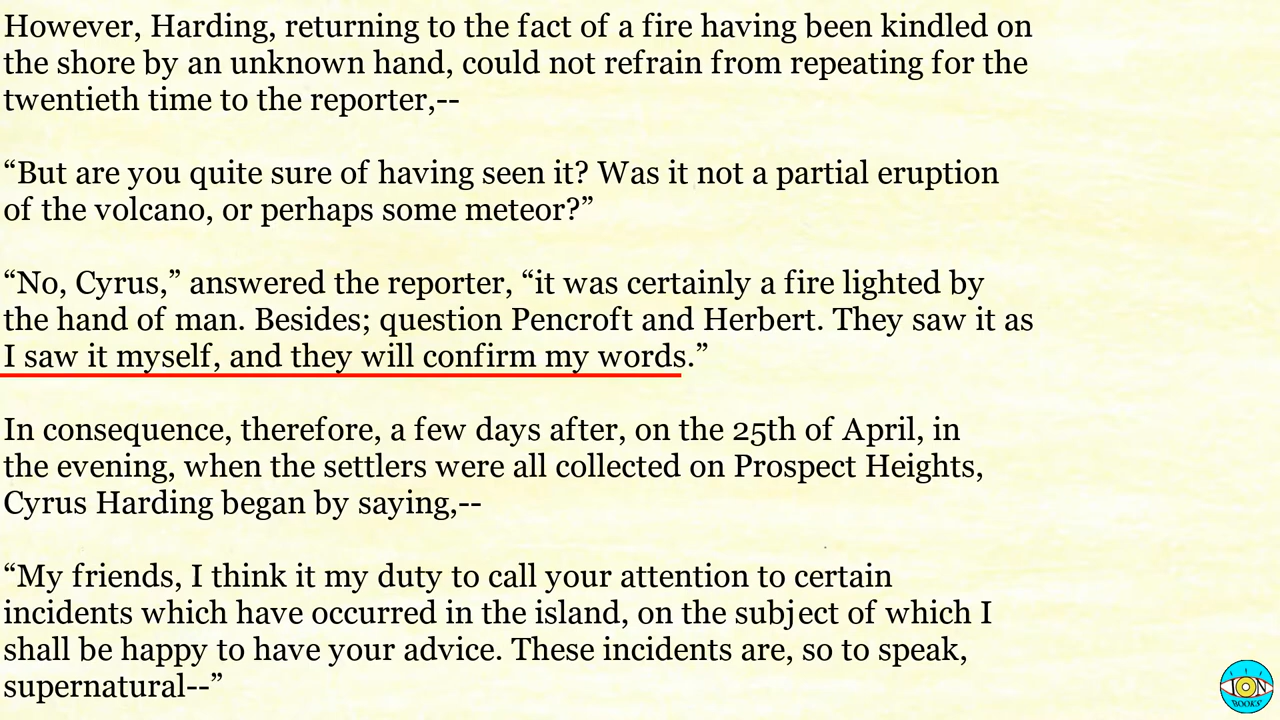 However, Harding, returning to the fact of a fire having been kindled on
the shore by an unknown hand, could not refrain from repeating for the
twentieth time to the reporter,--
“But are you quite sure of having seen it? Was it not a partial eruption
of the volcano, or perhaps some meteor?”
“No, Cyrus,” answered the reporter, “it was certainly a fire lighted by
the hand of man. Besides; question Pencroft and Herbert. They saw it as
I saw it myself, and they will confirm my words.”
In consequence, therefore, a few days after, on the 25th of April, in
the evening, when the settlers were all collected on Prospect Heights,
Cyrus Harding began by saying,--
“My friends, I think it my duty to call your attention to certain
incidents which have occurred in the island, on the subject of which I
shall be happy to have your advice. These incidents are, so to speak,
supernatural--”
ION
BOOKS